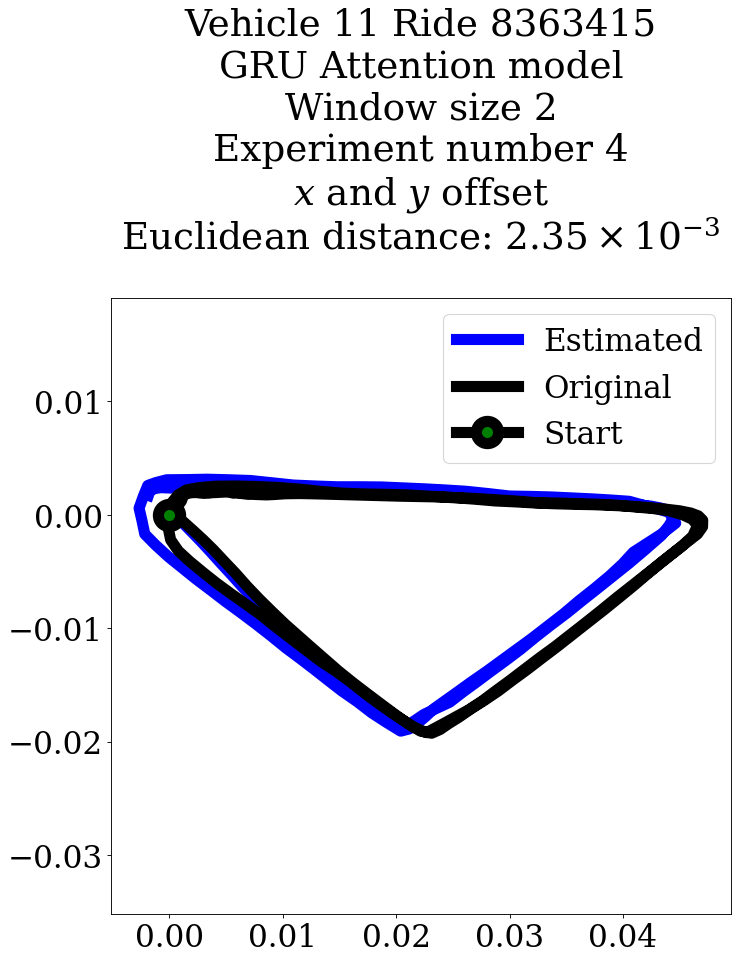 Vehicle 11 Ride 8363415
GRU Attention model
Window size 2
Experiment number 4
x and y offset
Euclidean distance: 2.35 × 10⁻³
Estimated
Original
Start
0.01
0.00
−0.01
−0.02
−0.03
0.00 0.01 0.02 0.03 0.04